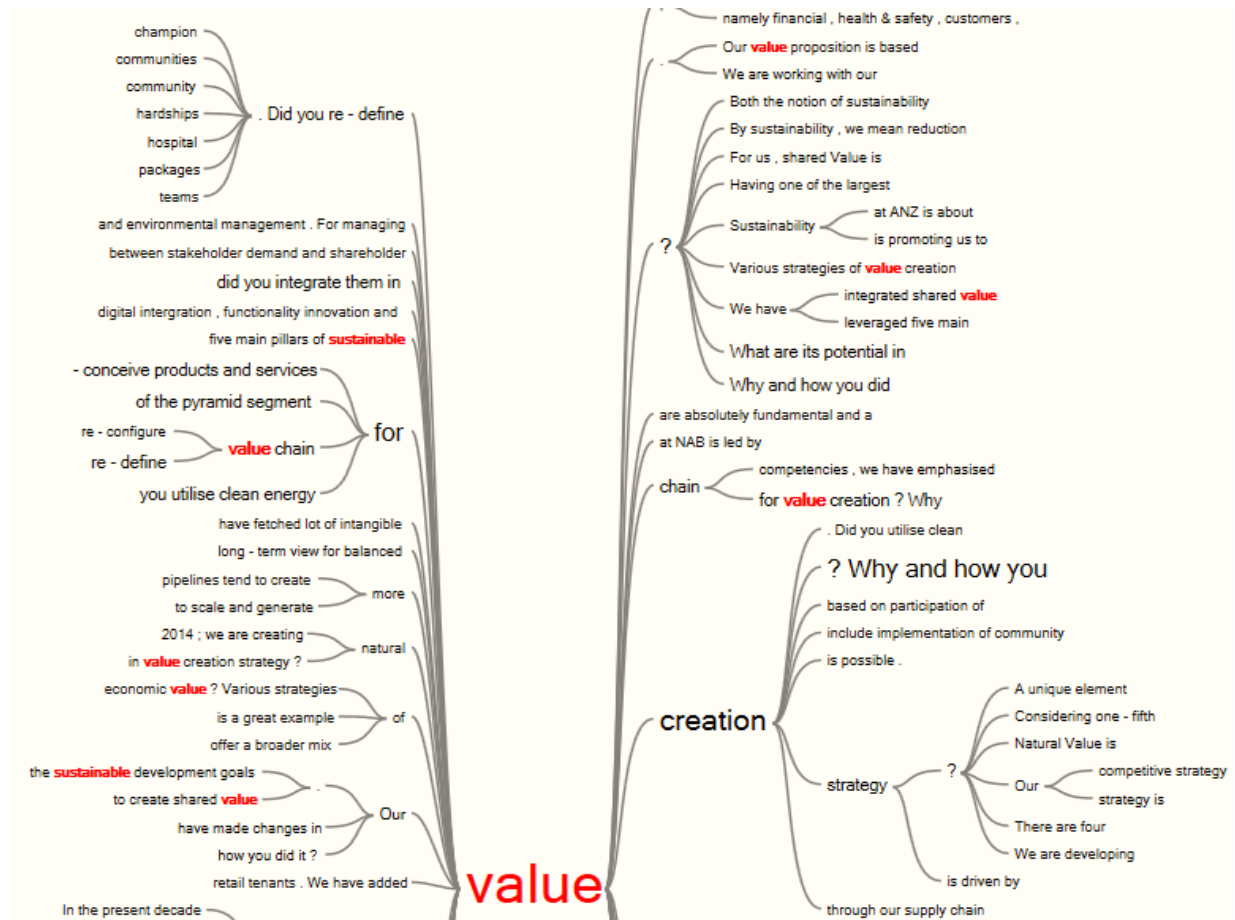 champion
communities
community
hardships
hospital
packages
teams
. Did you re - define
and environmental management . For managing
between stakeholder demand and shareholder
did you integrate them in
digital intergration , functionality innovation and
five main pillars of sustainable
- conceive products and services
of the pyramid segment
re - configure
re - define
value chain
you utilise clean energy
for
have fetched lot of intangible
long - term view for balanced
pipelines tend to create
to scale and generate
more
2014 ; we are creating
in value creation strategy ?
natural
economic value ? Various strategies
is a great example
offer a broader mix
of
the sustainable development goals
to create shared value
.
have made changes in
how you did it ?
Our
retail tenants . We have added
In the present decade
value
namely financial , health & safety , customers ,
.
Our value proposition is based
We are working with our
?
Both the notion of sustainability
By sustainability , we mean reduction
For us , shared Value is
Having one of the largest
Sustainability
at ANZ is about
is promoting us to
Various strategies of value creation
We have
integrated shared value
leveraged five main
What are its potential in
Why and how you did
are absolutely fundamental and a
at NAB is led by
chain
competencies , we have emphasised
for value creation ? Why
creation
. Did you utilise clean
? Why and how you
based on participation of
include implementation of community
is possible .
strategy
?
A unique element
Considering one - fifth
Natural Value is
Our
competitive strategy
strategy is
There are four
We are developing
is driven by
through our supply chain